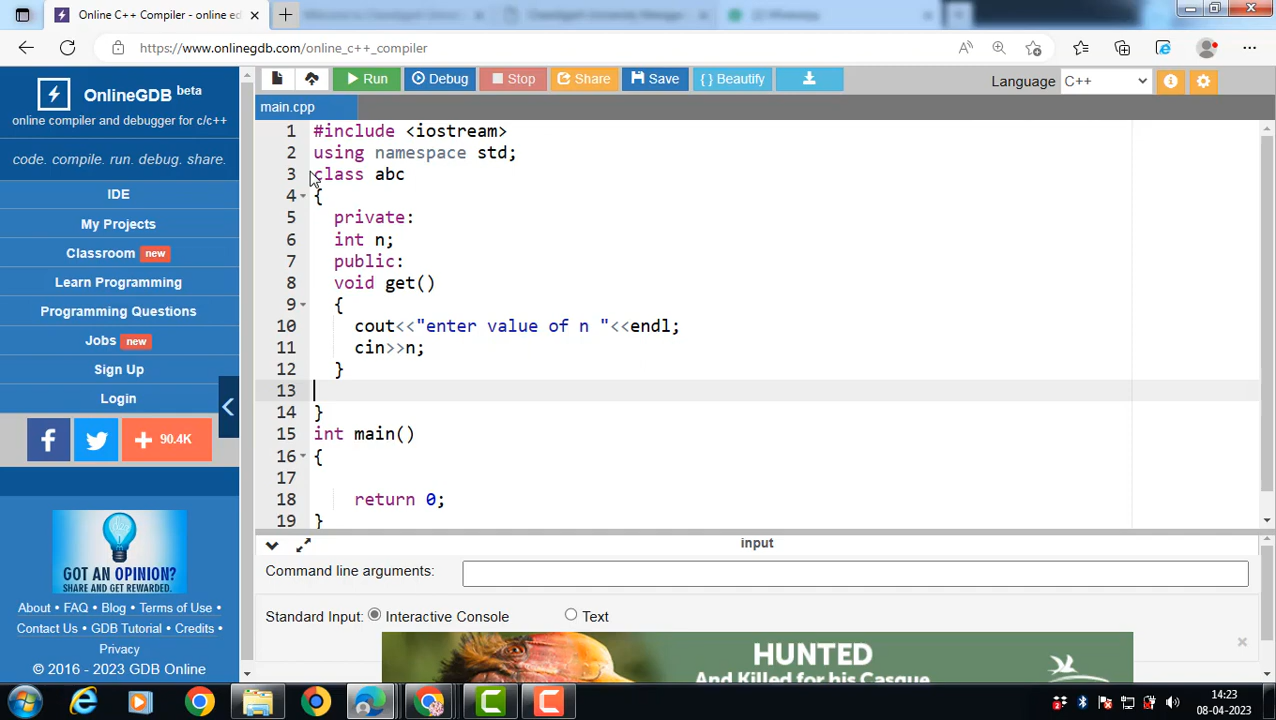 Online C++ Compiler - online ed
https://www.onlinegdb.com/online_c++_compiler
OnlineGDB beta
online compiler and debugger for c/c++
code. compile. run. debug. share.
IDE
My Projects
Classroom new
Learn Programming
Programming Questions
Jobs new
Sign Up
Login
90.4K
GOT AN OPINION?
SHARE AND GET REWARDED.
About • FAQ • Blog • Terms of Use •
Contact Us • GDB Tutorial • Credits •
Privacy
© 2016 - 2023 GDB Online
Run
Debug
Stop
Share
Save
{ } Beautify
Language C++
main.cpp
1 #include <iostream>
2 using namespace std;
3 class abc
4 {
5 private:
6 int n;
7 public:
8 void get()
9 {
10 cout<<"enter value of n "<<endl;
11 cin>>n;
12 }
13
14 }
15 int main()
16 {
17
18 return 0;
19 }
input
Command line arguments:
Standard Input: Interactive Console Text
HUNTED
And Killed for his Casque
14:23
08-04-2023